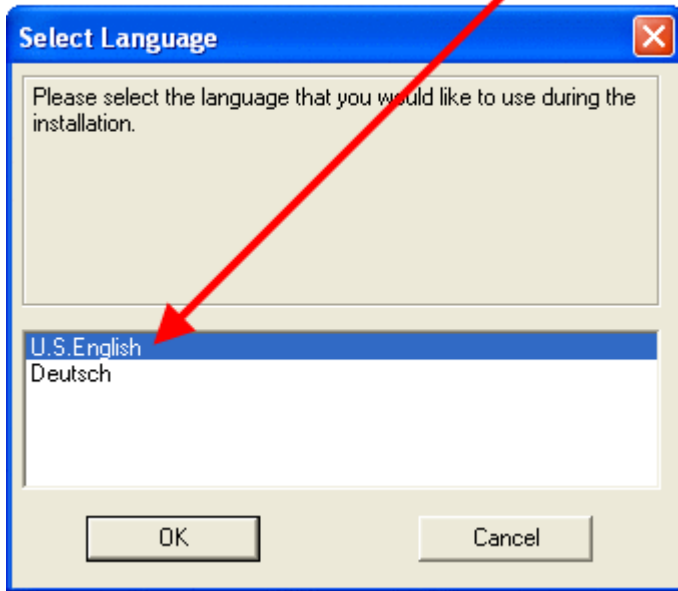 Select Language
Please select the language that you would like to use during the
installation.
U.S.English
Deutsch
OK
Cancel